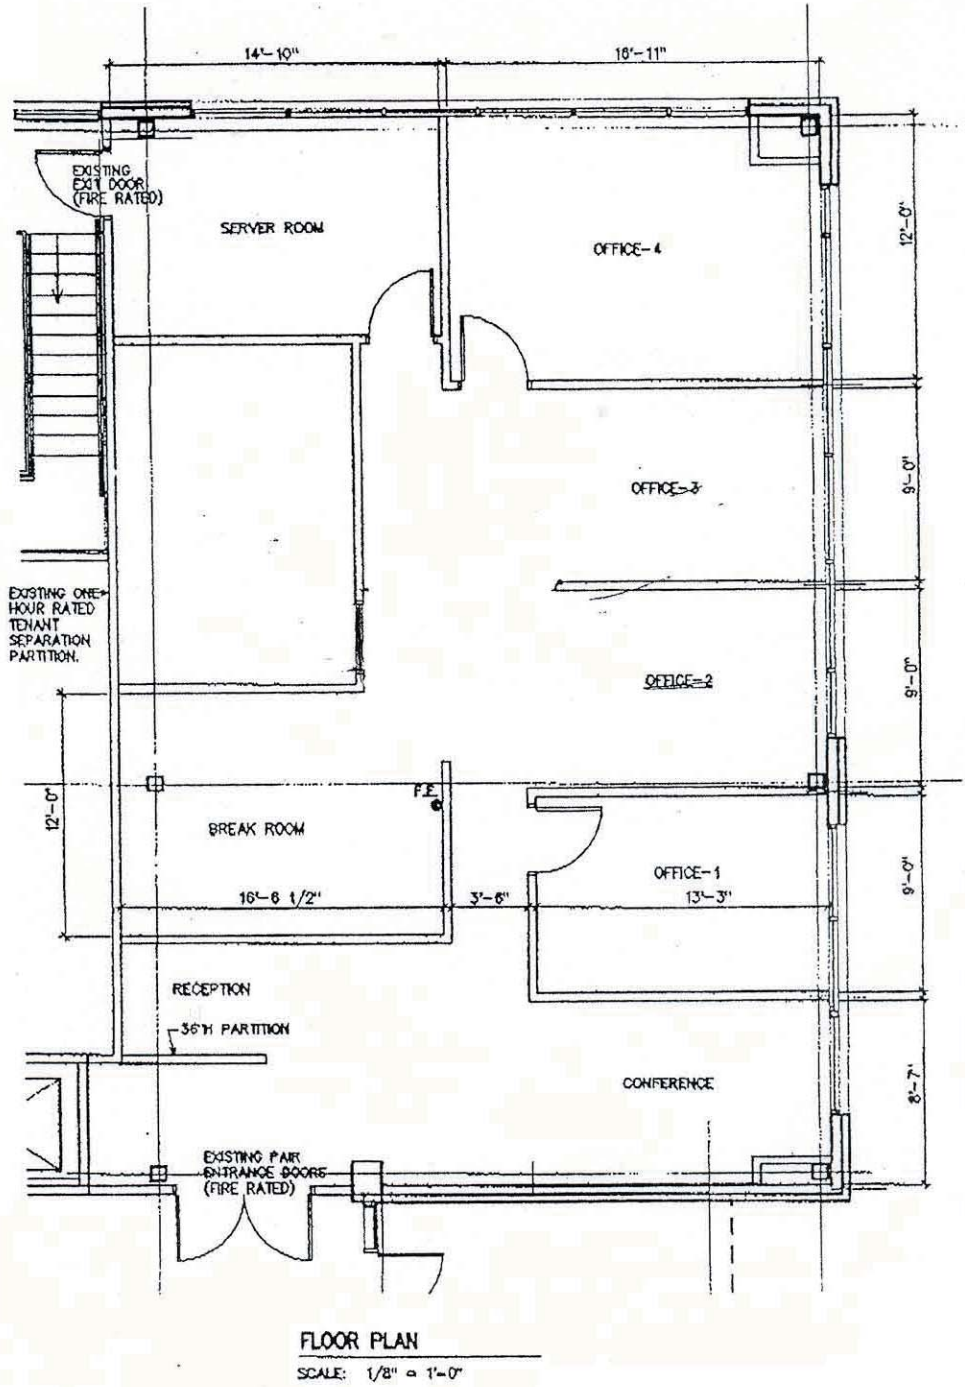 14'-10"
16'-11"
EXISTING
EXIT DOOR
(FIRE RATED)
SERVER ROOM
OFFICE-4
12'-0"
OFFICE-3
9'-0"
EXISTING ONE
HOUR RATED
TENANT
SEPARATION
PARTITION.
OFFICE-2
9'-0"
F.E.
12'-0"
BREAK ROOM
OFFICE-1
9'-0"
16'-6 1/2"
3'-6"
13'-3"
RECEPTION
36"H PARTITION
CONFERENCE
8'-7"
EXISTING PAIR
ENTRANCE DOORS
(FIRE RATED)
FLOOR PLAN
SCALE: 1/8" = 1'-0"